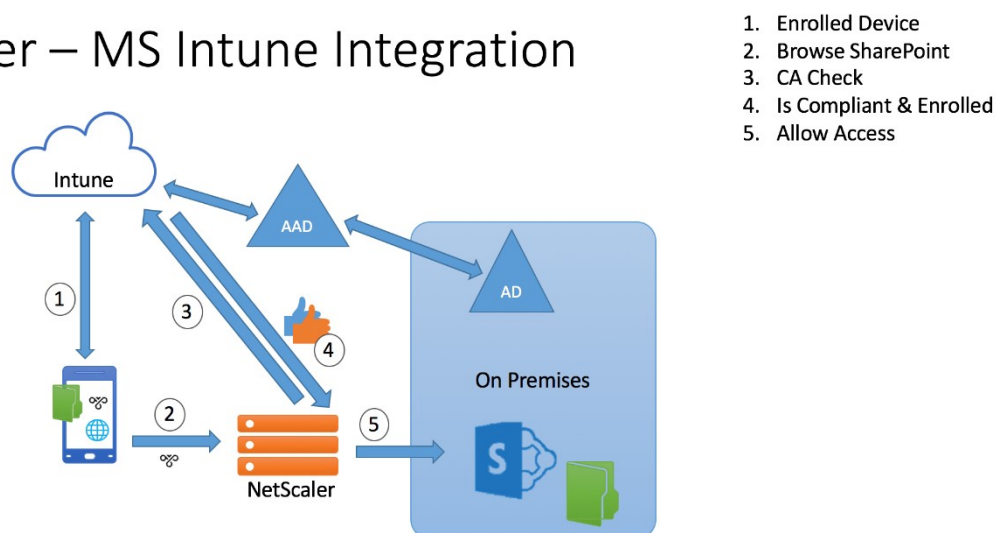 er – MS Intune Integration
1. Enrolled Device
2. Browse SharePoint
3. CA Check
4. Is Compliant & Enrolled
5. Allow Access
Intune
AAD
AD
1
3
4
On Premises
2
5
S
NetScaler